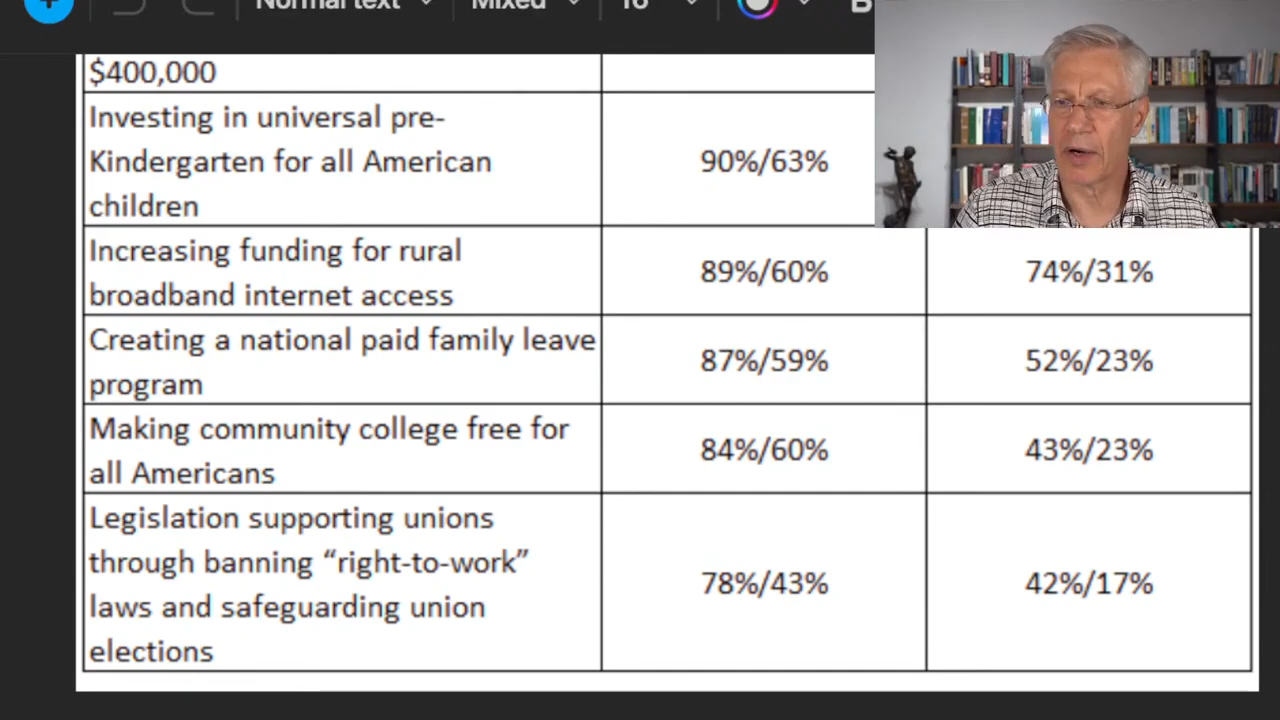 Normal text Mixed 16 B
$400,000
Investing in universal pre-
Kindergarten for all American
children
90%/63%
Increasing funding for rural
broadband internet access
89%/60% 74%/31%
Creating a national paid family leave
program
87%/59% 52%/23%
Making community college free for
all Americans
84%/60% 43%/23%
Legislation supporting unions
through banning “right-to-work”
laws and safeguarding union
elections
78%/43% 42%/17%